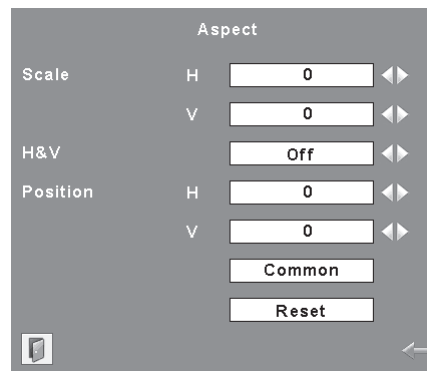 Aspect
Scale H 0
V 0
H&V Off
Position H 0
V 0
Common
Reset